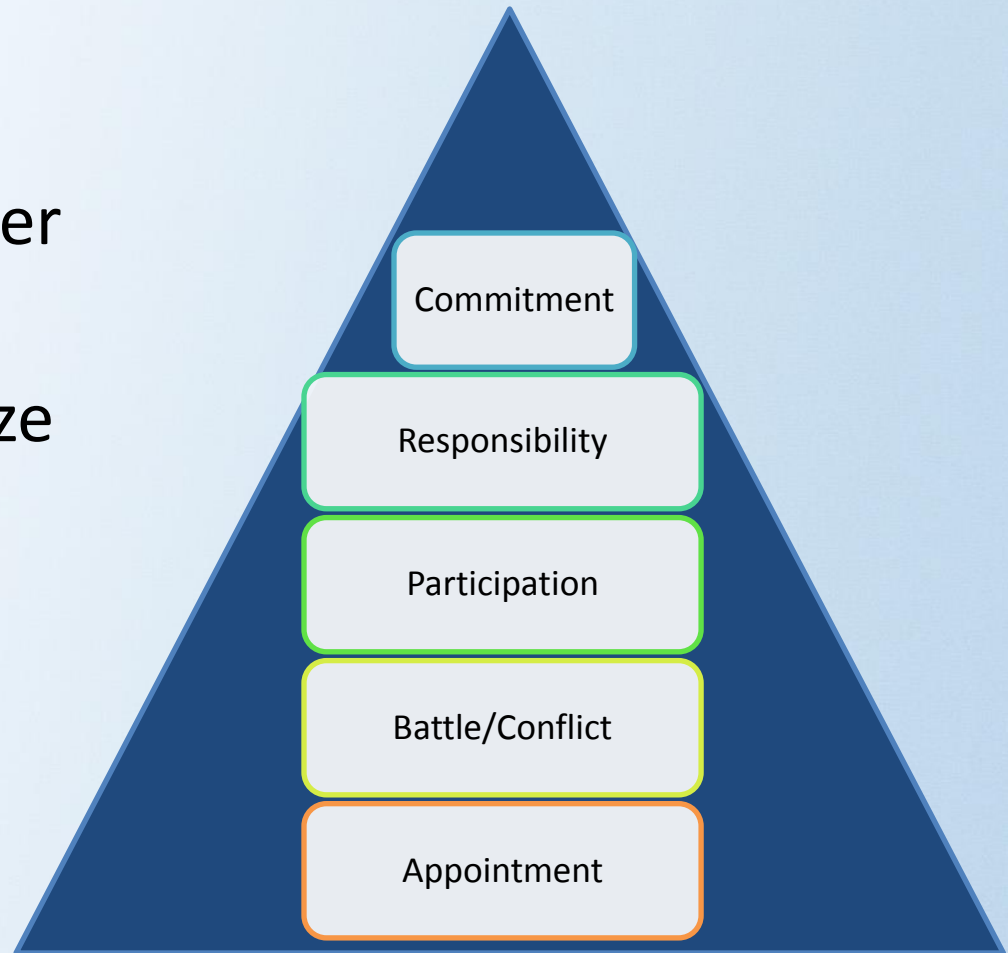 er
ze
Commitment
Responsibility
Participation
Battle/Conflict
Appointment